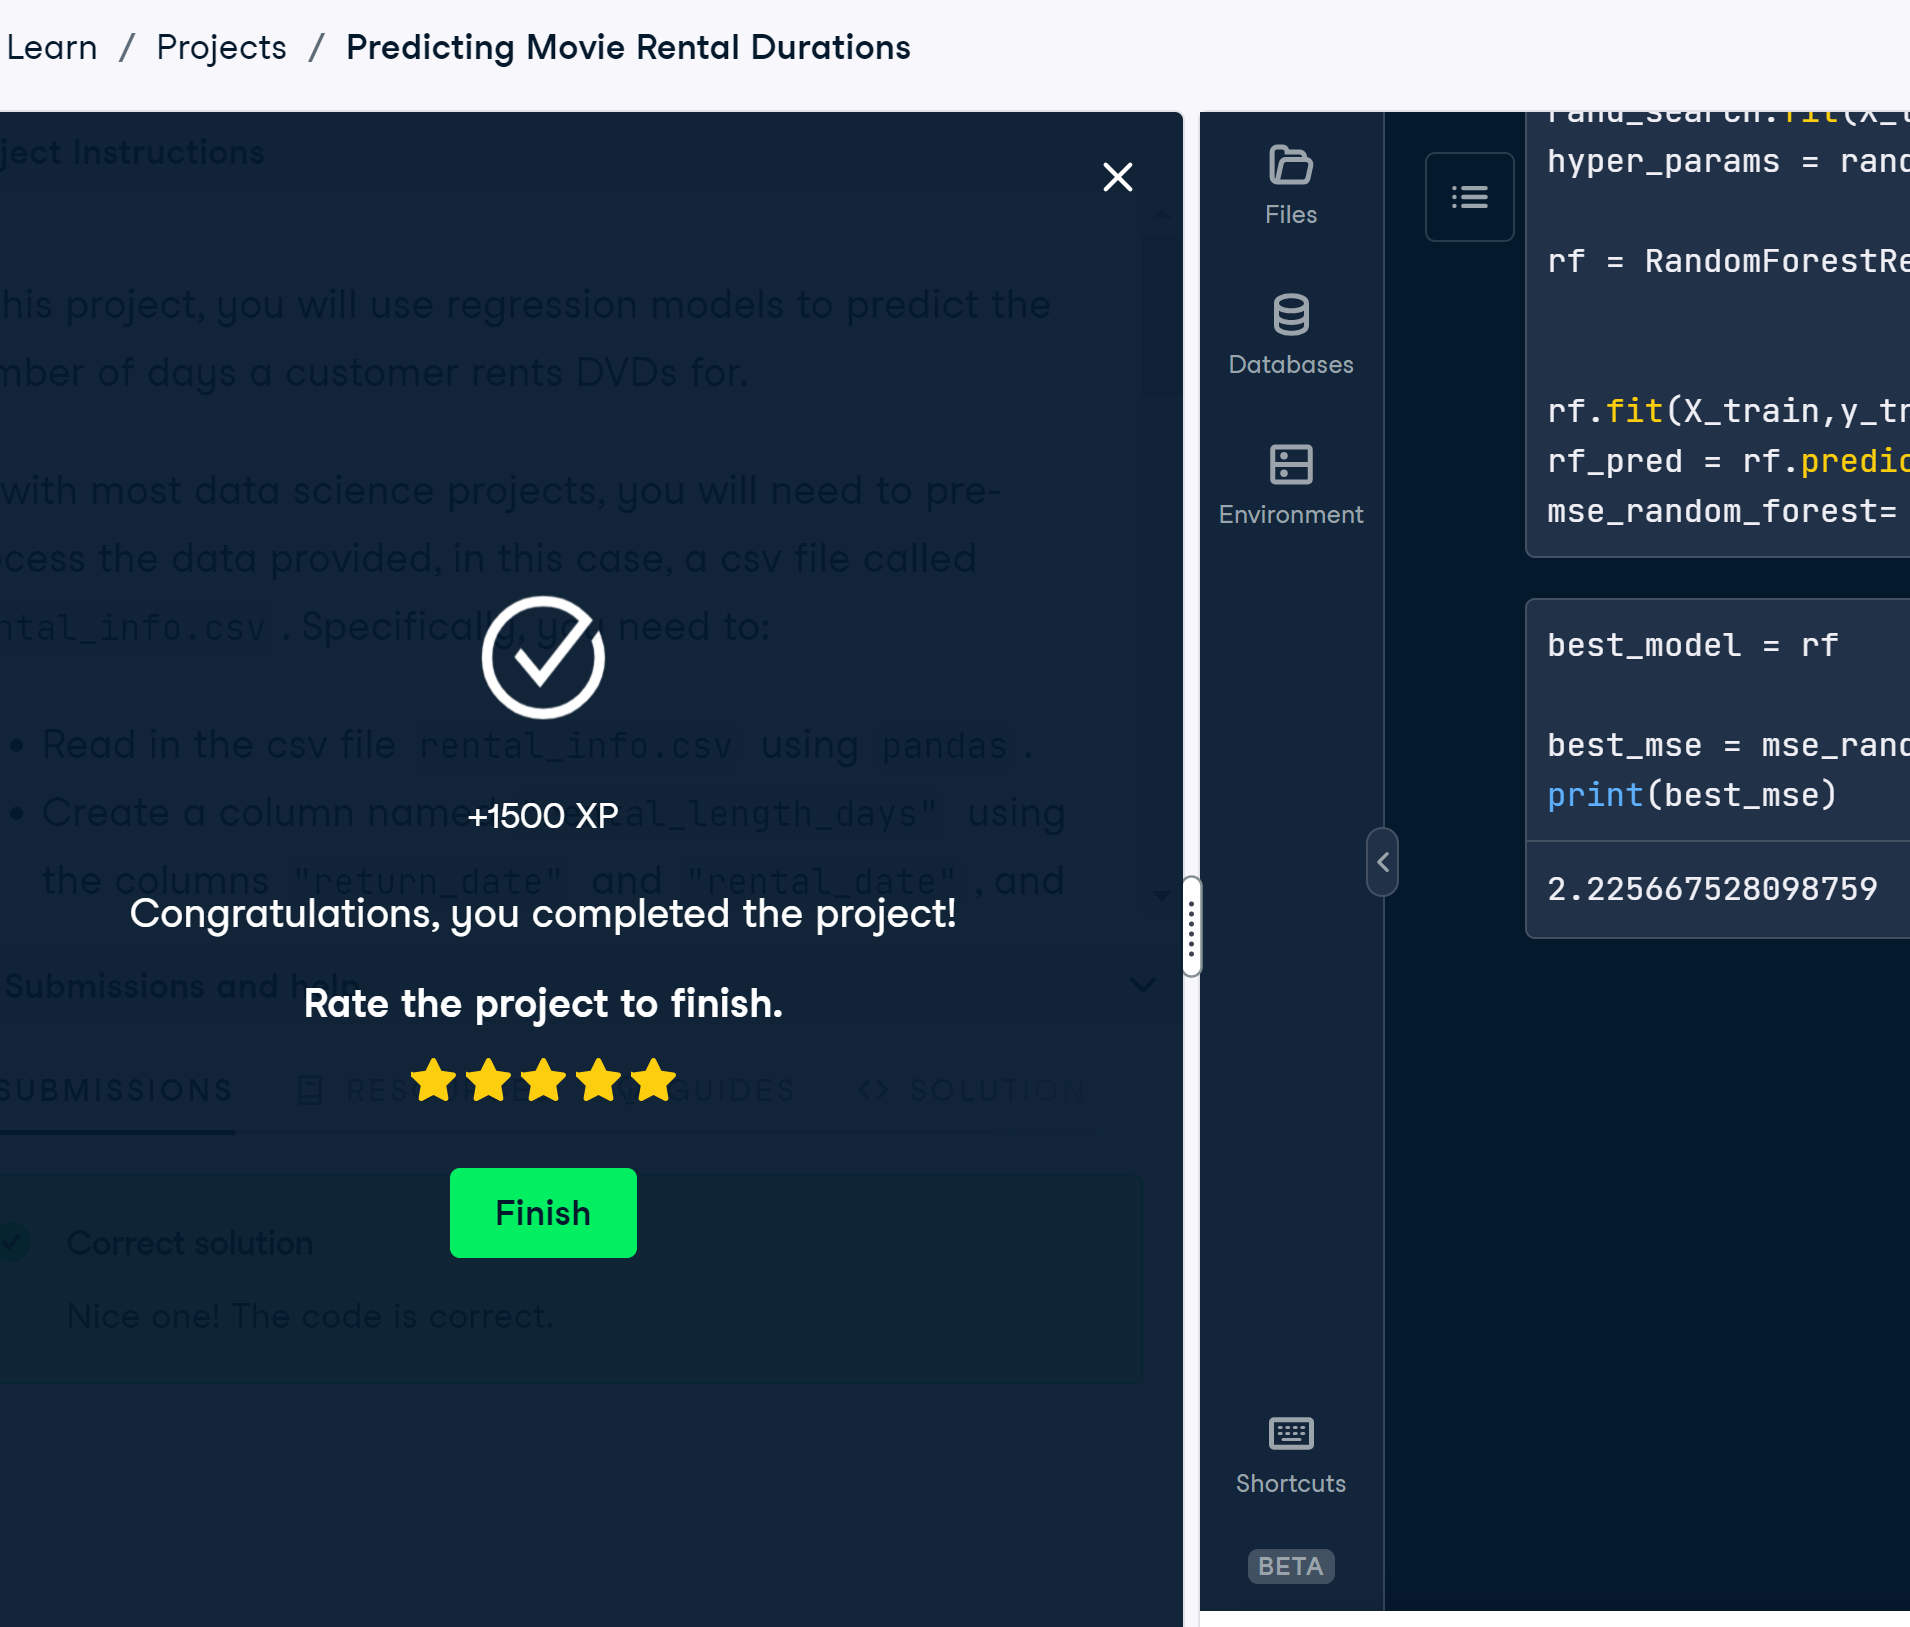 Learn / Projects / Predicting Movie Rental Durations
ject Instructions
his project, you will use regression models to predict the
mber of days a customer rents DVDs for.
with most data science projects, you will need to pre-
cess the data provided, in this case, a csv file called
ntal_info.csv . Specifically, you need to:
• Read in the csv file rental_info.csv using pandas .
• Create a column named al_length_days" using
the columns "return_date" and "rental_date" , and
+1500 XP
Congratulations, you completed the project!
Submissions and help
Rate the project to finish.
SUBMISSIONS
GUIDES
<> SOLUTION
Finish
Correct solution
Nice one! The code is correct.
Files
Databases
Environment
Shortcuts
BETA
rand_search.fit(X_t
hyper_params = rand
rf = RandomForestRe
rf.fit(X_train,y_tr
rf_pred = rf.predic
mse_random_forest=
best_model = rf
best_mse = mse_rand
print(best_mse)
2.225667528098759